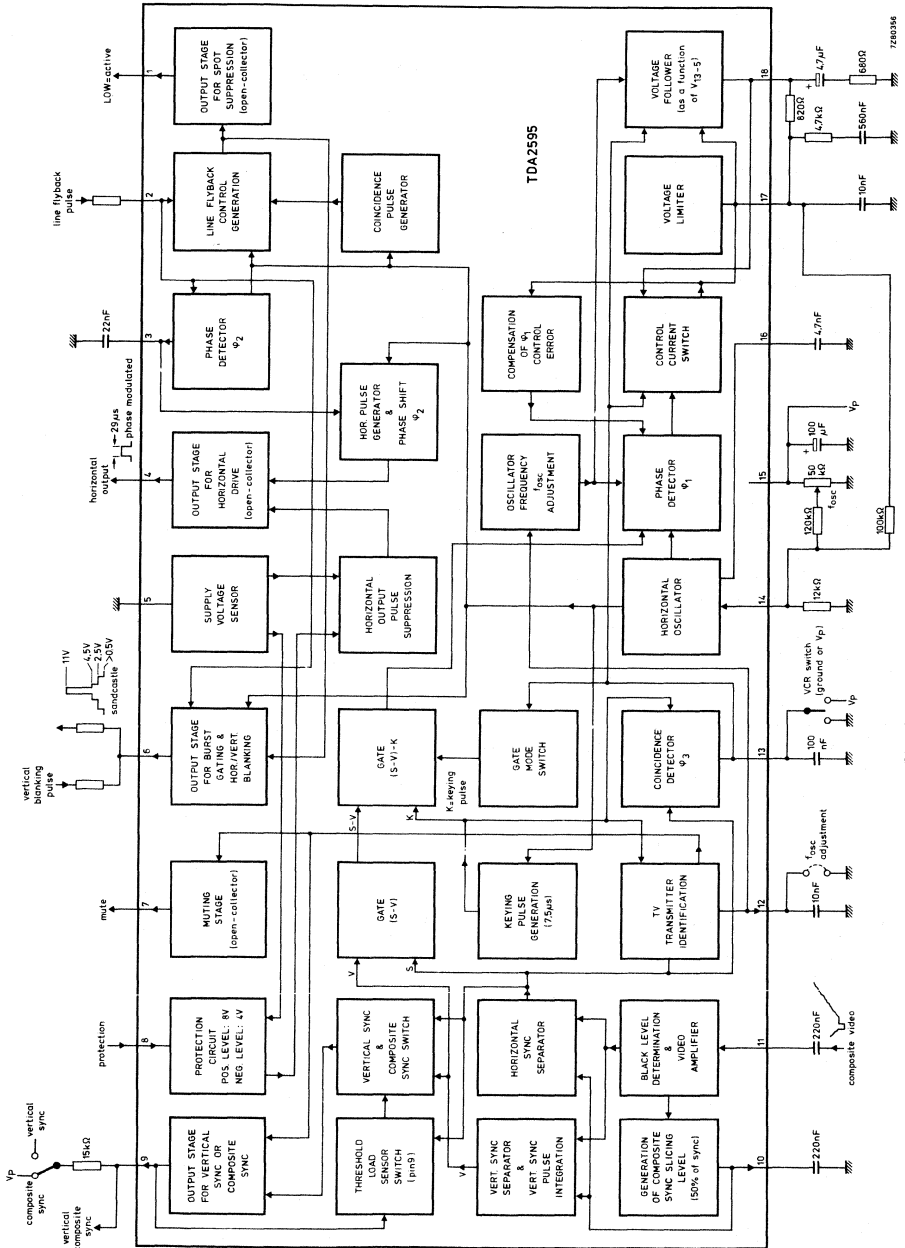 vertical
composite
sync
composite
sync
Vp
vertical sync
15kΩ
9
protection
8
mute
7
vertical
blanking
pulse
6
11V
4,5V
2,5V
>0.5V
sandcastle
5
horizontal
output
4
29µs
phase modulated
22nF
3
line flyback
pulse
2
LOW=active
1
OUTPUT STAGE
FOR VERTICAL
SYNC OR
COMPOSITE
SYNC
PROTECTION
CIRCUIT
POS. LEVEL: 8V
NEG. LEVEL: 4V
MUTING
STAGE
(open-collector)
OUTPUT STAGE
FOR BURST
GATING &
HOR./VERT.
BLANKING
SUPPLY
VOLTAGE
SENSOR
OUTPUT STAGE
FOR
HORIZONTAL
DRIVE
(open-collector)
PHASE
DETECTOR
φ2
LINE FLYBACK
CONTROL
GENERATION
OUTPUT STAGE
FOR SPOT
SUPPRESSION
(open-collector)
THRESHOLD
LOAD
SENSOR
SWITCH
(pin9)
VERTICAL SYNC
&
COMPOSITE
SYNC SWITCH
V
S
GATE
(S-V)
S-V
K
GATE
(S-V)-K
HORIZONTAL
OUTPUT
PULSE
SUPPRESSION
HOR. PULSE
GENERATOR
&
PHASE SHIFT
φ2
COINCIDENCE
PULSE
GENERATOR
V
VERT. SYNC
SEPARATOR
&
VERT SYNC
PULSE
INTEGRATION
HORIZONTAL
SYNC
SEPARATOR
KEYING
PULSE
GENERATION
(7,5µs)
K=keying
pulse
GATE
MODE
SWITCH
OSCILLATOR
FREQUENCY
fosc
ADJUSTMENT
COMPENSATION
OF φ1
CONTROL
ERROR
TDA2595
GENERATION
OF COMPOSITE
SYNC SLICING
LEVEL
(50% of sync)
BLACK LEVEL
DETERMINATION
&
VIDEO
AMPLIFIER
TV
TRANSMITTER
IDENTIFICATION
COINCIDENCE
DETECTOR
φ3
HORIZONTAL
OSCILLATOR
PHASE
DETECTOR
φ1
CONTROL
CURRENT
SWITCH
VOLTAGE
LIMITER
VOLTAGE
FOLLOWER
(as a function
of V13-5)
10
220nF
11
220nF
composite video
12
10nF
fosc
adjustment
13
100
nF
VCR switch
(ground or Vp)
Vp
14
12kΩ
120kΩ
15
50
kΩ
fosc
100
µF
Vp
100kΩ
16
4.7nF
17
10nF
4,7kΩ
560nF
820Ω
18
4.7µF
680Ω
7Z80356